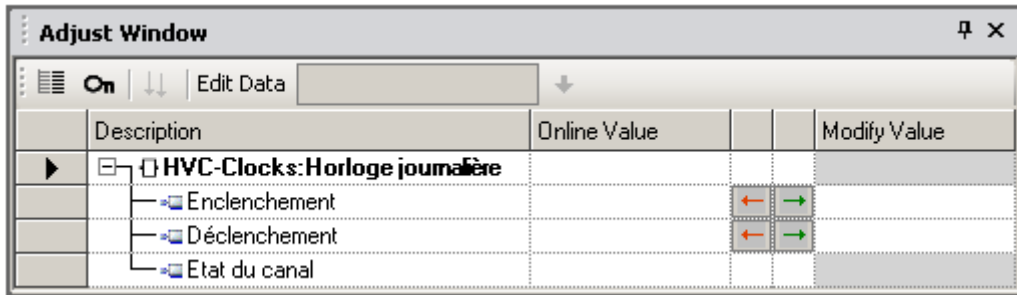 Adjust Window
Edit Data
Description Online Value Modify Value
HVC-Clocks:Horloge journalière
Enclenchement
Déclenchement
Etat du canal